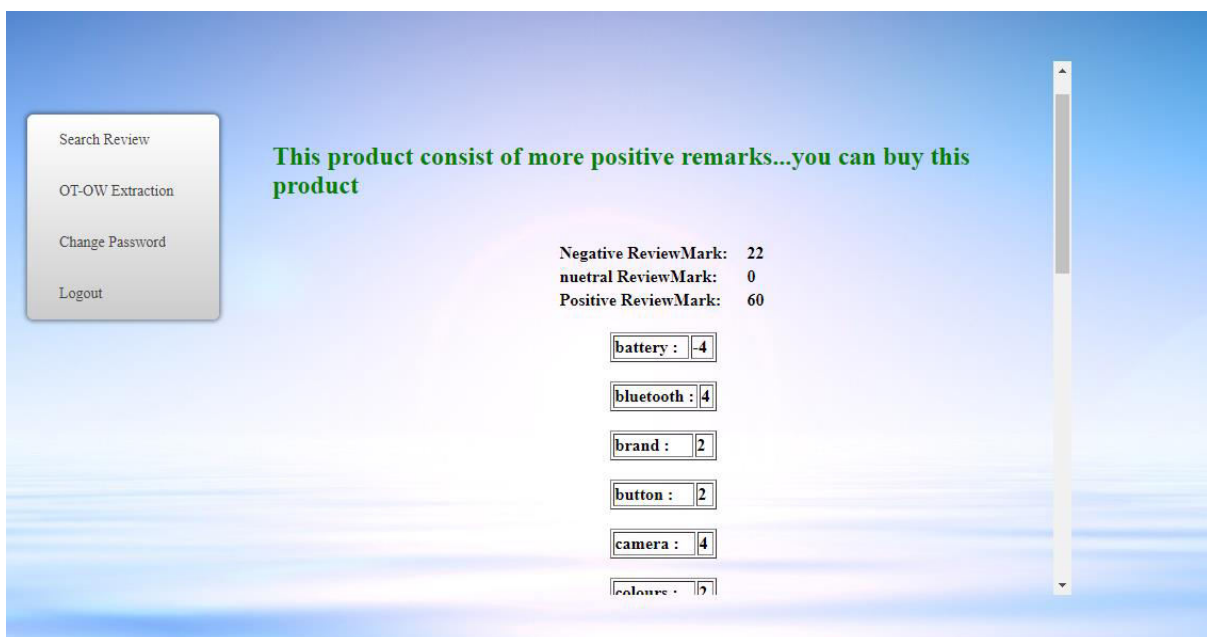 Search Review
OT-OW Extraction
Change Password
Logout
This product consist of more positive remarks...you can buy this
product
Negative ReviewMark: 22
nuetral ReviewMark: 0
Positive ReviewMark: 60
battery : -4
bluetooth : 4
brand : 2
button : 2
camera : 4
colours : 2